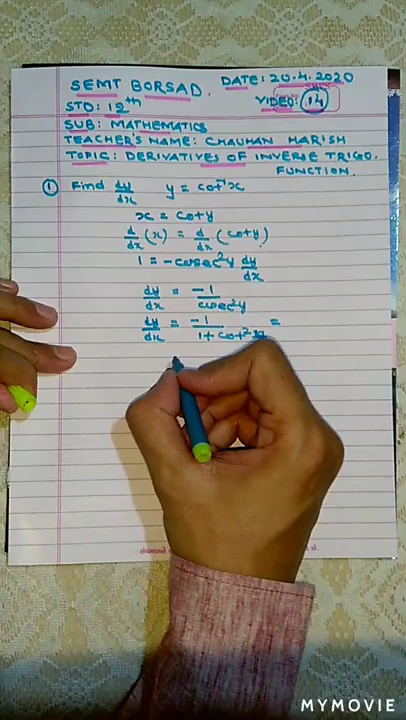 SEMT BORSAD. DATE: 20.4.2020
STD: 12th VIDEO: 14
SUB: MATHEMATICS
TEACHER'S NAME: CHAUHAN HARISH
TOPIC: DERIVATIVES OF INVERSE TRIGO.
FUNCTION.
① Find dy/dx y = cot⁻¹x
x = coty
d/dx (x) = d/dx (coty)
1 = -cosec²y dy/dx
dy/dx = -1/cosec²y
dy/dx = -1/1+cot²y =
MYMOVIE